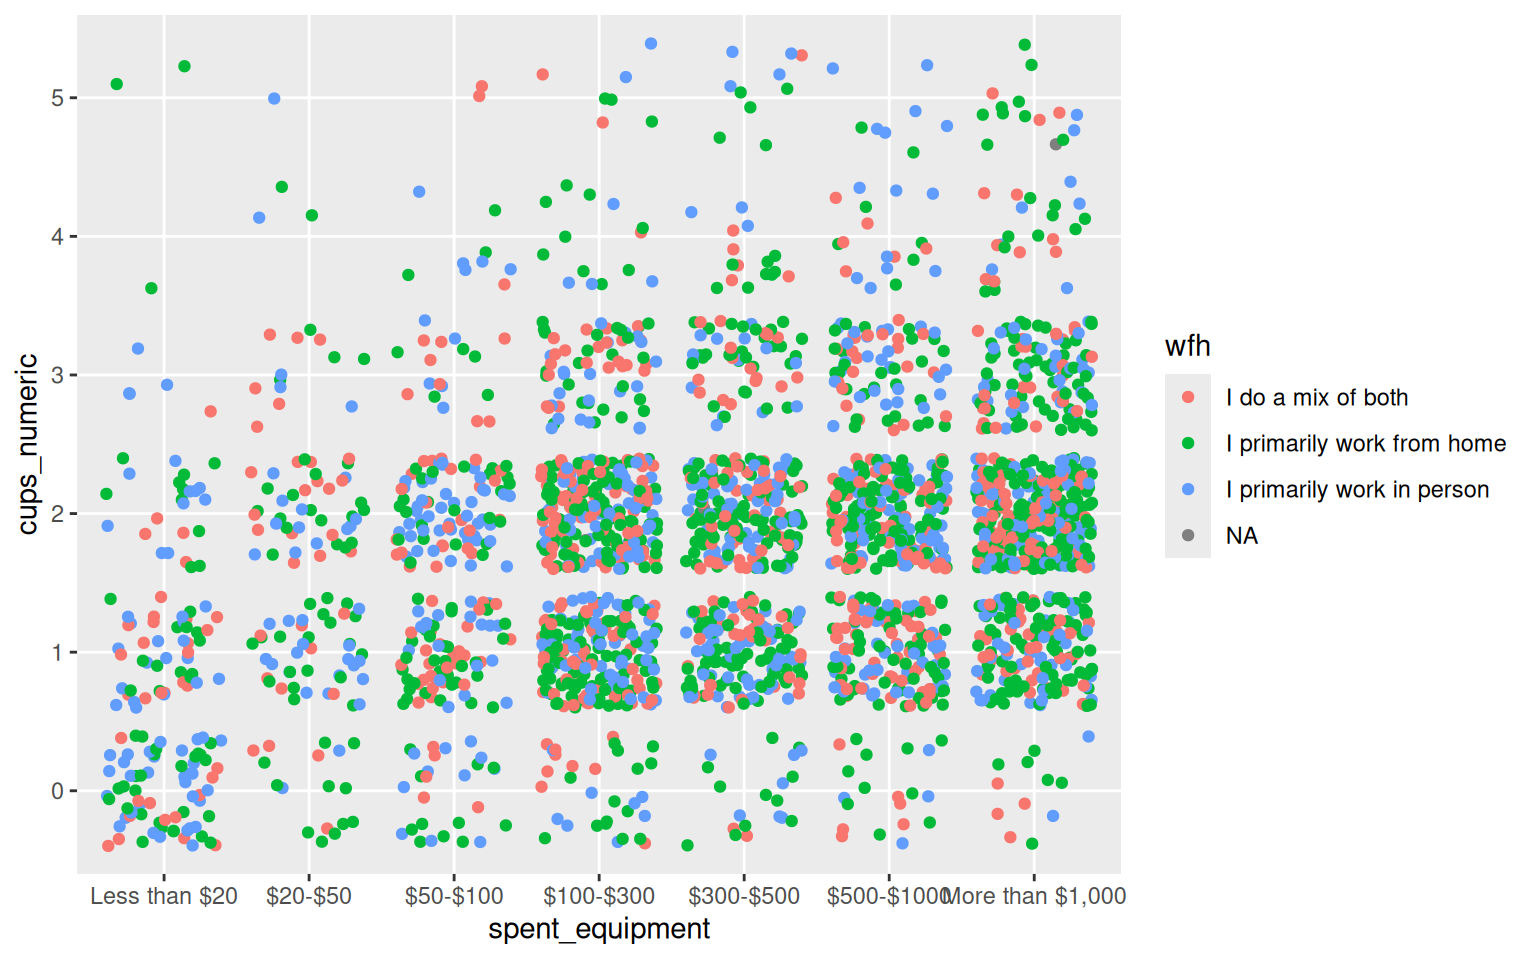 cups_numeric
5
4
3
2
1
0
Less than $20
$20-$50
$50-$100
$100-$300
$300-$500
$500-$1000
More than $1,000
spent_equipment
wfh
I do a mix of both
I primarily work from home
I primarily work in person
NA